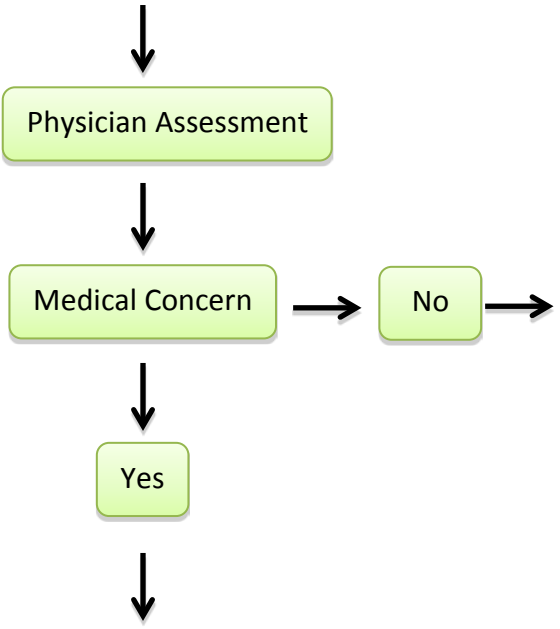 Physician Assessment
Medical Concern
No
Yes